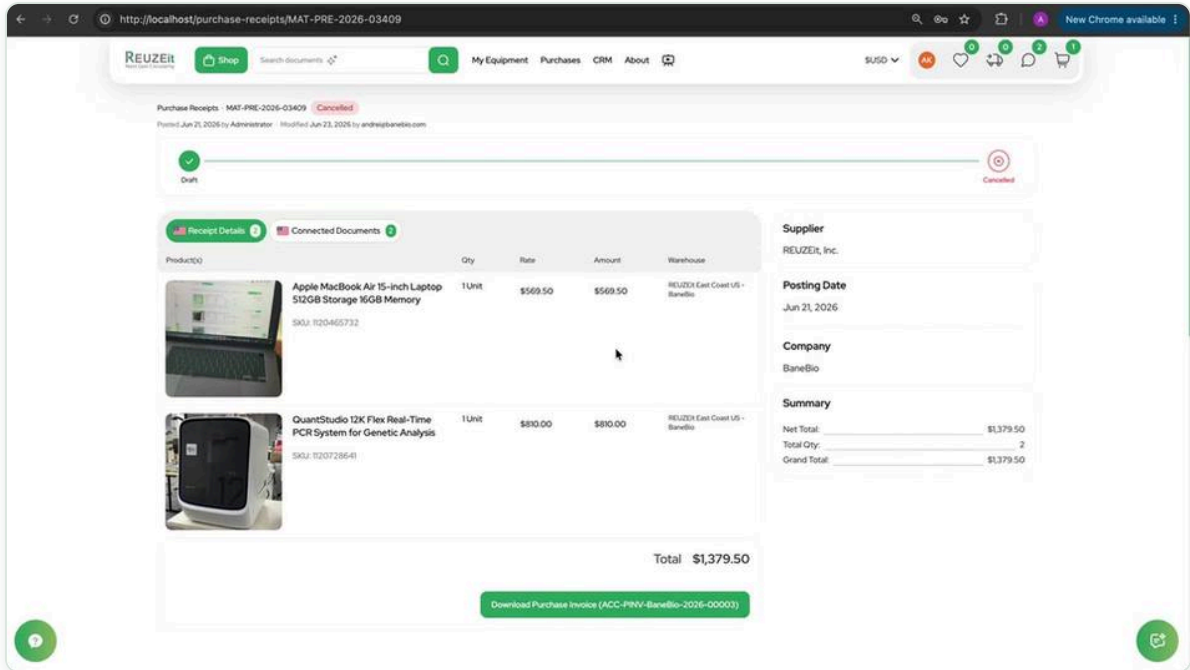 http://localhost/purchase-receipts/MAT-PRE-2026-03409
A
New Chrome available
REUZEit
Shop
Search documents
My Equipment
Purchases
CRM
About
$USD
AK
0
0
2
1
Purchase Receipts · MAT-PRE-2026-03409
Cancelled
Posted Jun 21, 2026 by Administrator · Modified Jun 23, 2026 by andrei@banebio.com
Draft
Cancelled
Receipt Details 2
Connected Documents 2
Product(s)
Qty
Rate
Amount
Warehouse
Apple MacBook Air 15-inch Laptop
512GB Storage 16GB Memory
SKU: 1120465732
1 Unit
$569.50
$569.50
REUZEit East Coast US -
BaneBio
QuantStudio 12K Flex Real-Time
PCR System for Genetic Analysis
SKU: 1120728641
1 Unit
$810.00
$810.00
REUZEit East Coast US -
BaneBio
Total $1,379.50
Download Purchase Invoice (ACC-PINV-BaneBio-2026-00003)
Supplier
REUZEit, Inc.
Posting Date
Jun 21, 2026
Company
BaneBio
Summary
Net Total: $1,379.50
Total Qty: 2
Grand Total: $1,379.50